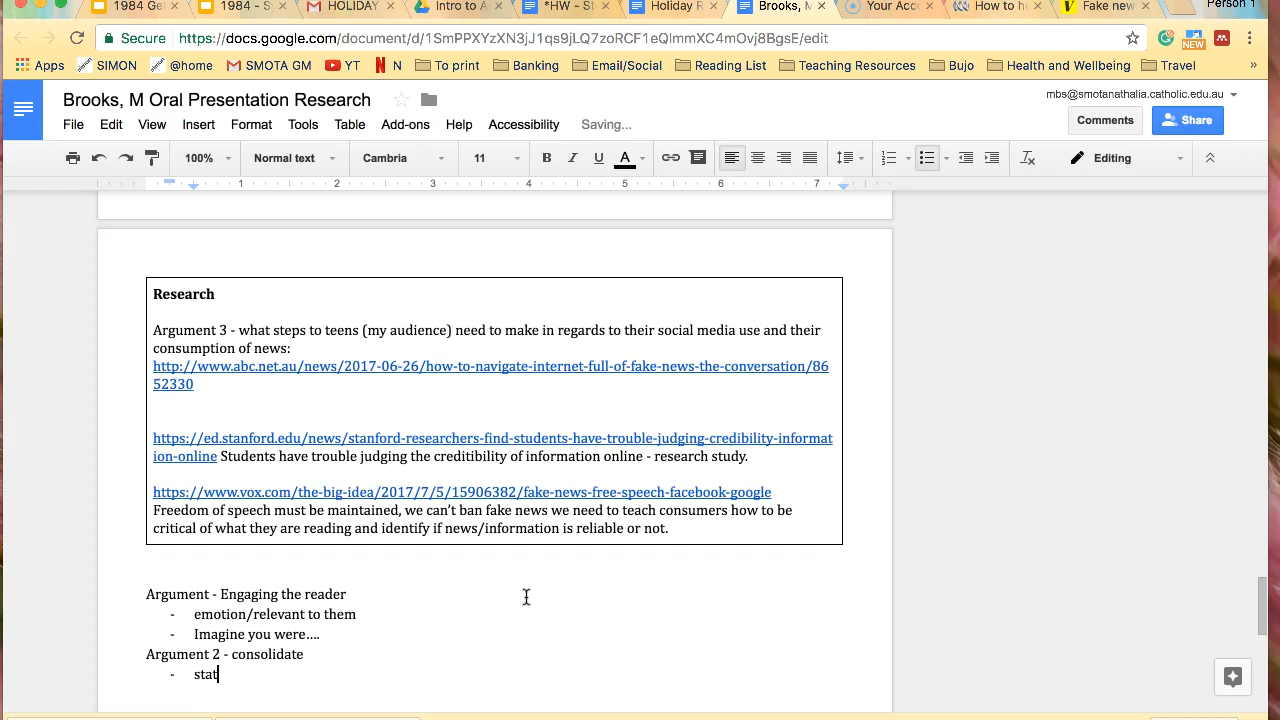 1984 Get
1984 - Sy
HOLIDAY
Intro to A
*HW - St
Holiday R
Brooks, M
Your Acc
How to he
Fake new
Person 1
Secure https://docs.google.com/document/d/1SmPPXYzXN3jJ1qs9jLQ7zoRCF1eQlmmXC4mOvj8BgsE/edit
NEW
Apps SIMON @home SMOTA GM YT N To print Banking Email/Social Reading List Teaching Resources Bujo Health and Wellbeing Travel »
Brooks, M Oral Presentation Research
mbs@smotanathalia.catholic.edu.au
File Edit View Insert Format Tools Table Add-ons Help Accessibility Saving...
Comments Share
100% Normal text Cambria 11 B I U A Editing
1 2 3 4 5 6 7
Research
Argument 3 - what steps to teens (my audience) need to make in regards to their social media use and their
consumption of news:
http://www.abc.net.au/news/2017-06-26/how-to-navigate-internet-full-of-fake-news-the-conversation/86
52330
https://ed.stanford.edu/news/stanford-researchers-find-students-have-trouble-judging-credibility-informat
ion-online Students have trouble judging the creditibility of information online - research study.
https://www.vox.com/the-big-idea/2017/7/5/15906382/fake-news-free-speech-facebook-google
Freedom of speech must be maintained, we can't ban fake news we need to teach consumers how to be
critical of what they are reading and identify if news/information is reliable or not.
Argument - Engaging the reader
- emotion/relevant to them
- Imagine you were....
Argument 2 - consolidate
- stat